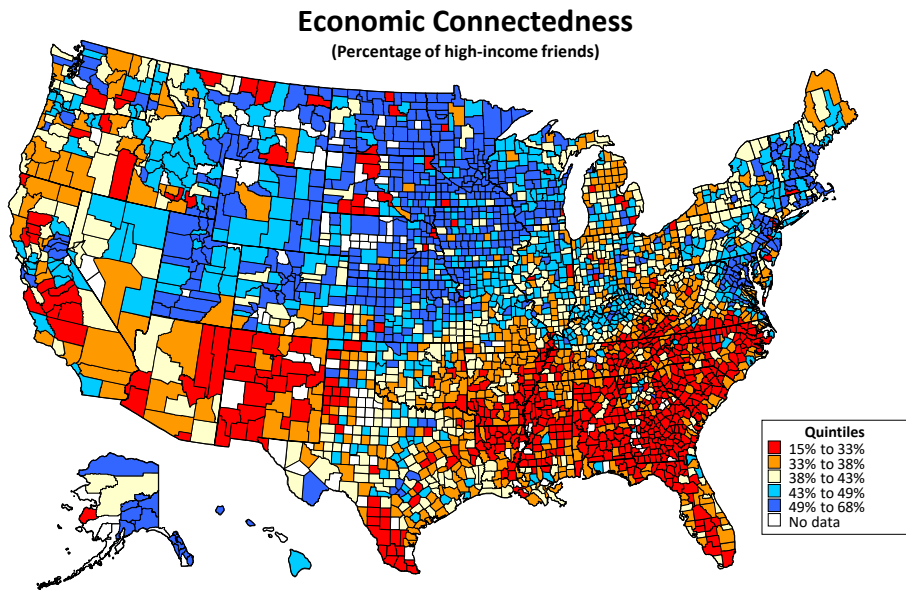 Economic Connectedness
(Percentage of high-income friends)
Quintiles
15% to 33%
33% to 38%
38% to 43%
43% to 49%
49% to 68%
No data